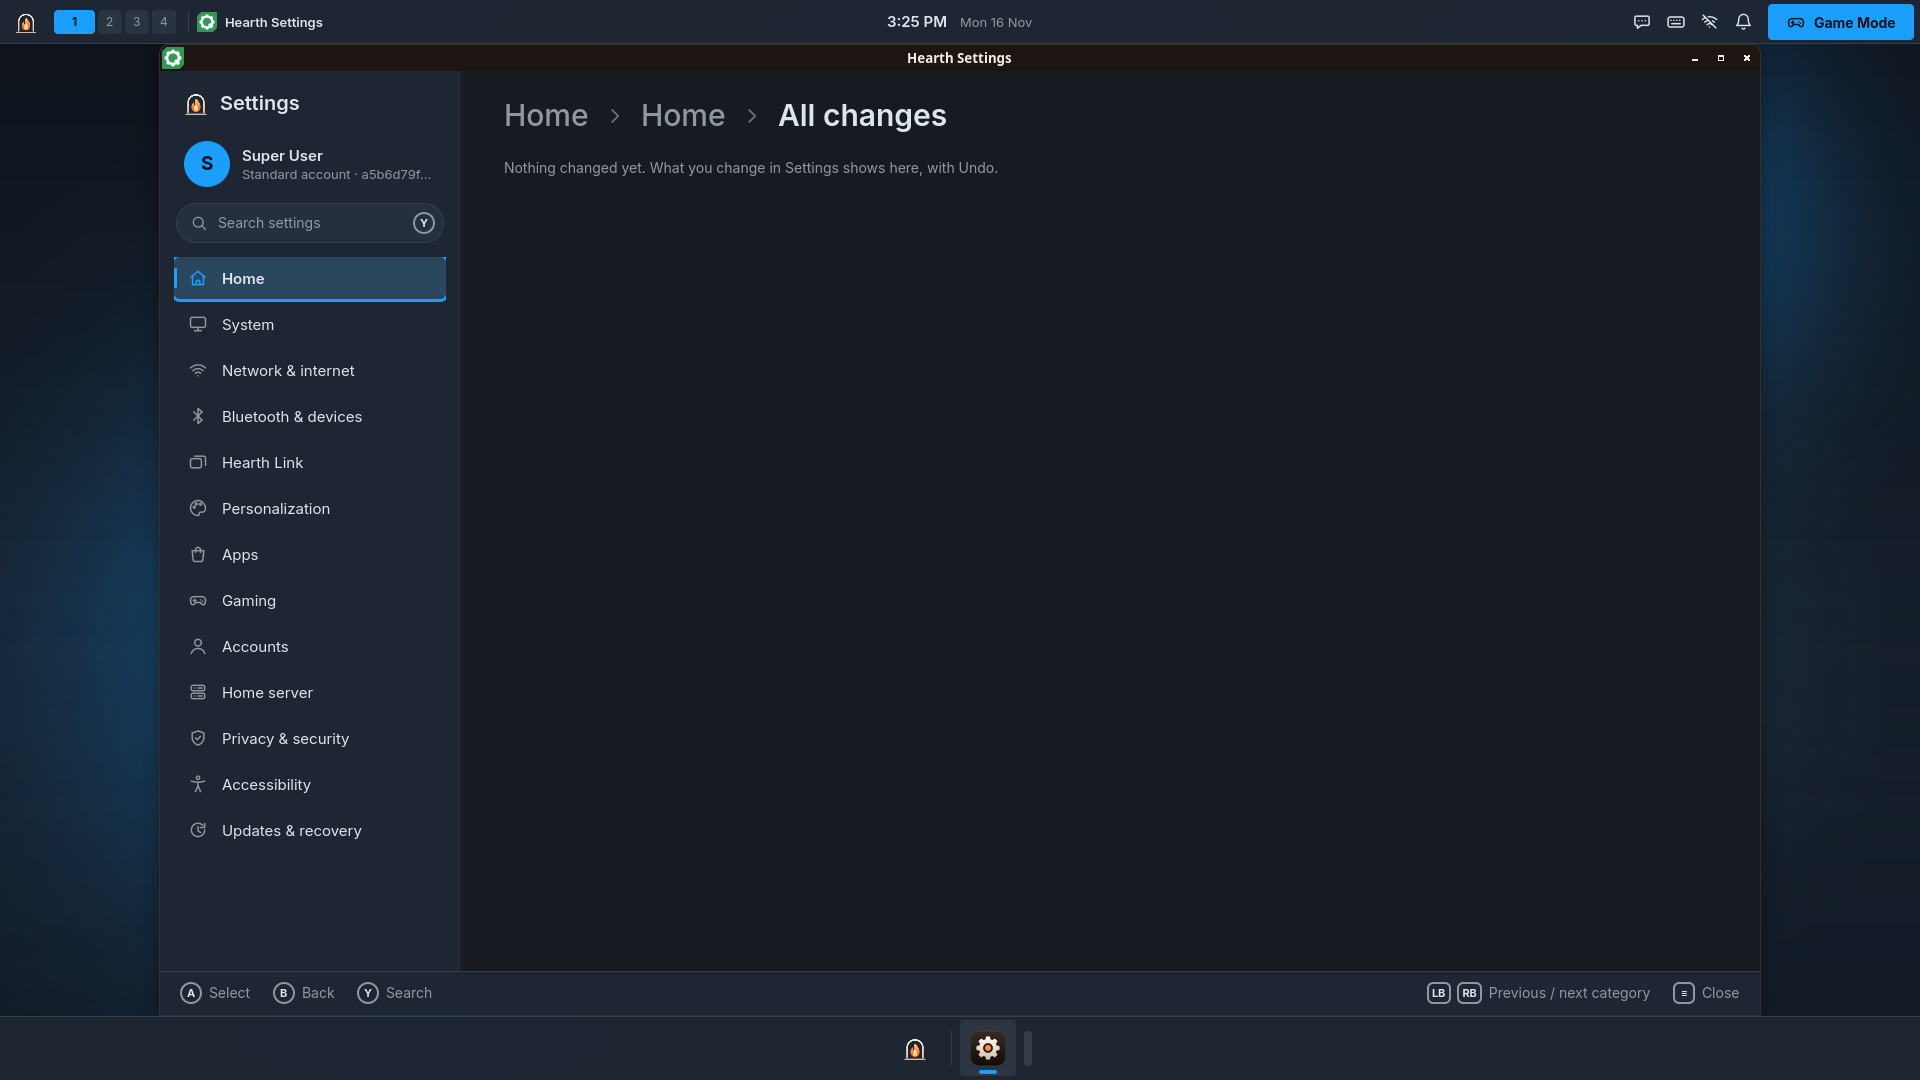 1 2 3 4 Hearth Settings 3:25 PM Mon 16 Nov Game Mode
Hearth Settings
Settings
S Super User
Standard account · a5b6d79f...
Search settings Y
Home
System
Network & internet
Bluetooth & devices
Hearth Link
Personalization
Apps
Gaming
Accounts
Home server
Privacy & security
Accessibility
Updates & recovery
Home > Home > All changes
Nothing changed yet. What you change in Settings shows here, with Undo.
A Select B Back Y Search LB RB Previous / next category ≡ Close